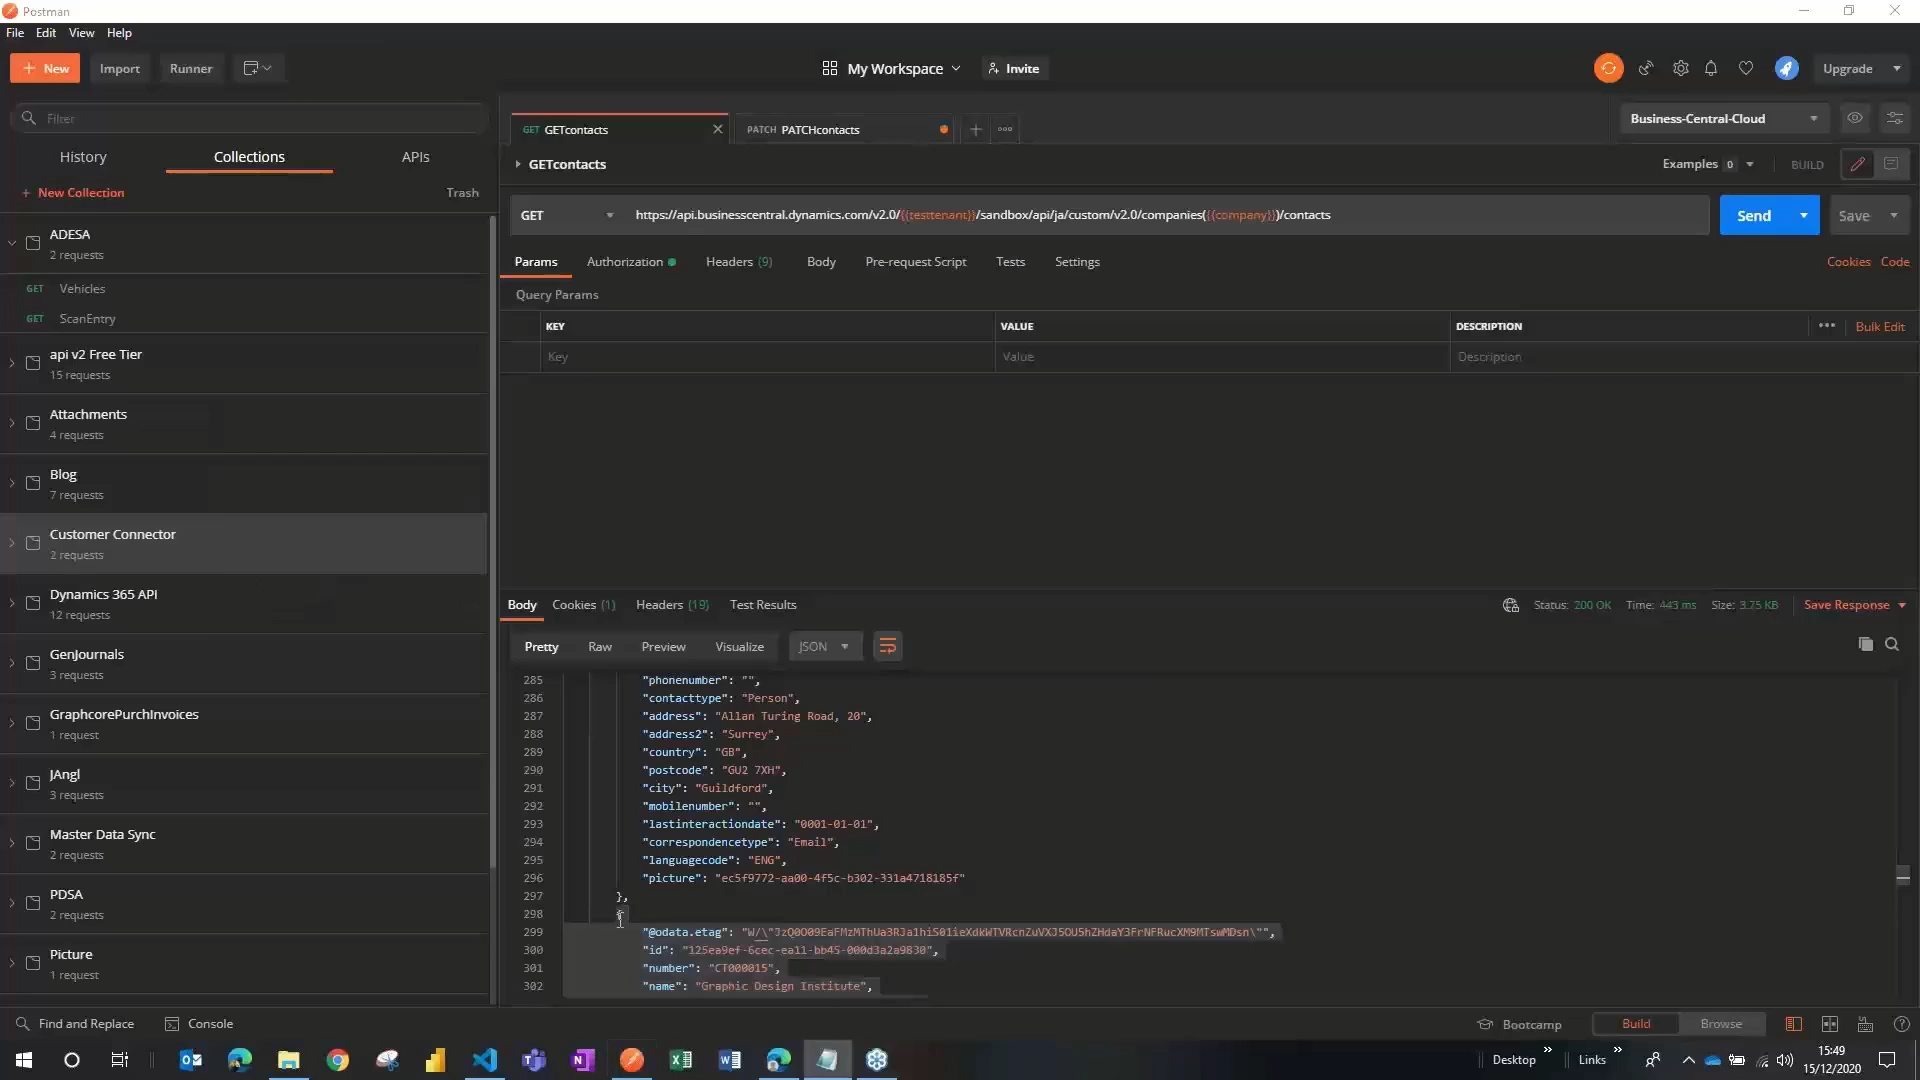 Postman
File Edit View Help
+ New Import Runner My Workspace Invite Upgrade
Filter
History Collections APIs
+ New Collection Trash
ADESA
2 requests
GET Vehicles
GET ScanEntry
api v2 Free Tier
15 requests
Attachments
4 requests
Blog
7 requests
Customer Connector
2 requests
Dynamics 365 API
12 requests
GenJournals
3 requests
GraphcorePurchInvoices
1 request
JAngl
3 requests
Master Data Sync
2 requests
PDSA
2 requests
Picture
1 request
GET GETcontacts PATCH PATCHcontacts Business-Central-Cloud
GETcontacts Examples 0 BUILD
GET https://api.businesscentral.dynamics.com/v2.0/{{testtenant}}/sandbox/api/ja/custom/v2.0/companies({{company}})/contacts Send Save
Params Authorization Headers (9) Body Pre-request Script Tests Settings Cookies Code
Query Params
KEY VALUE DESCRIPTION Bulk Edit
Key Value Description
Body Cookies (1) Headers (19) Test Results Status: 200 OK Time: 443 ms Size: 3.75 KB Save Response
Pretty Raw Preview Visualize JSON
285 "phonenumber": "",
286 "contacttype": "Person",
287 "address": "Allan Turing Road, 20",
288 "address2": "Surrey",
289 "country": "GB",
290 "postcode": "GU2 7XH",
291 "city": "Guildford",
292 "mobilenumber": "",
293 "lastinteractiondate": "0001-01-01",
294 "correspondencetype": "Email",
295 "languagecode": "ENG",
296 "picture": "ec5f9772-aa00-4f5c-b302-331a4718185f"
297 },
298 {
299 "@odata.etag":
300 "id": "125ea9ef-6cec-ea11-bb45-000d3a2a9830",
301 "number": "CT000015",
302 "name": "Graphic Design Institute",
Find and Replace Console Bootcamp Build Browse
Desktop Links 15:49
15/12/2020